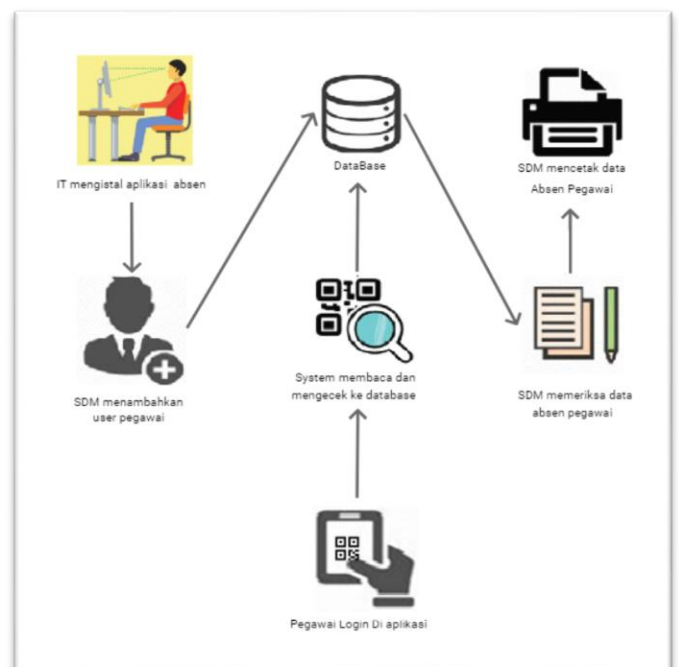 IT mengistal aplikasi absen
DataBase
SDM mencetak data
Absen Pegawai
SDM menambahkan
user pegawai
System membaca dan
mengecek ke database
SDM memeriksa data
absen pegawai
Pegawai Login Di aplikasi